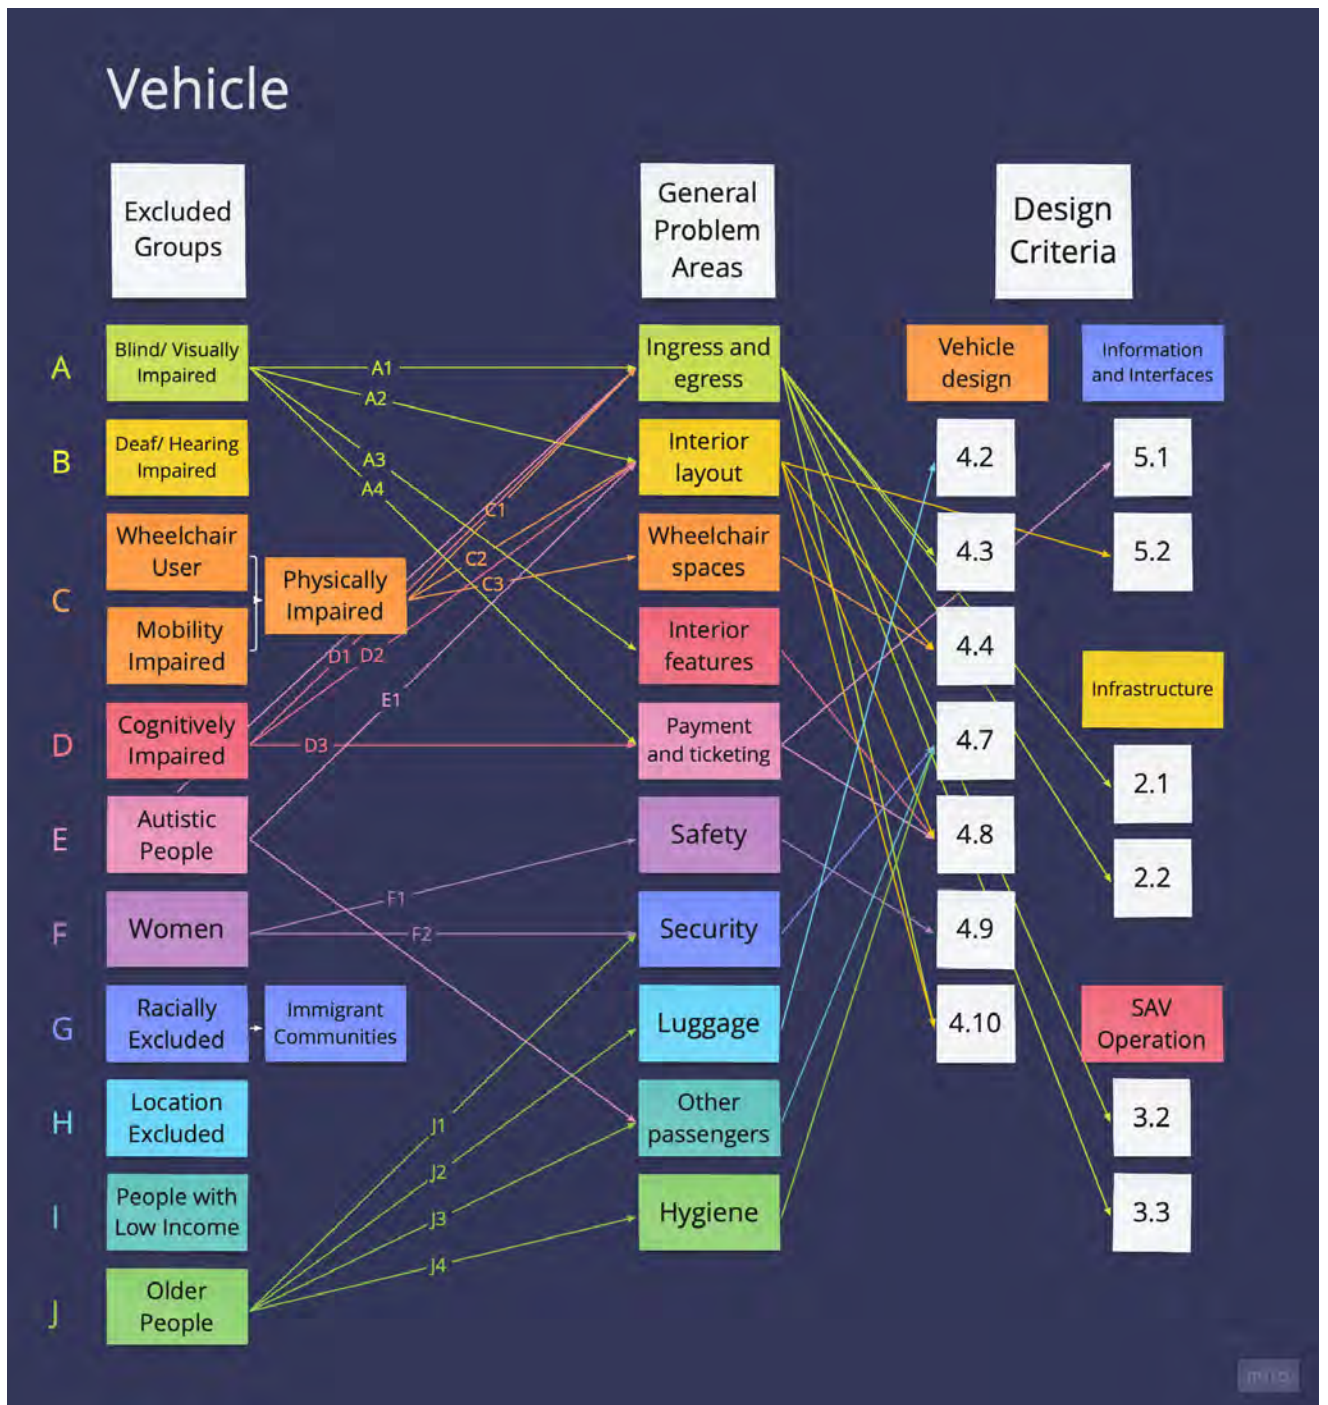 Vehicle
Excluded
Groups
General
Problem
Areas
Design
Criteria
A
Blind/ Visually
Impaired
A1
A2
A3
A4
Ingress and
egress
Vehicle
design
Information
and Interfaces
B
Deaf/ Hearing
Impaired
Interior
layout
4.2
5.1
C
Wheelchair
User
Mobility
Impaired
Physically
Impaired
C1
C2
C3
Wheelchair
spaces
4.3
5.2
Interior
features
4.4
Infrastructure
D
Cognitively
Impaired
D1
D2
D3
E1
Payment
and ticketing
4.7
2.1
E
Autistic
People
Safety
4.8
2.2
F
Women
F1
F2
Security
4.9
G
Racially
Excluded
Immigrant
Communities
Luggage
4.10
SAV
Operation
H
Location
Excluded
J1
Other
passengers
3.2
I
People with
Low Income
J2
J3
J4
Hygiene
3.3
J
Older
People
miro